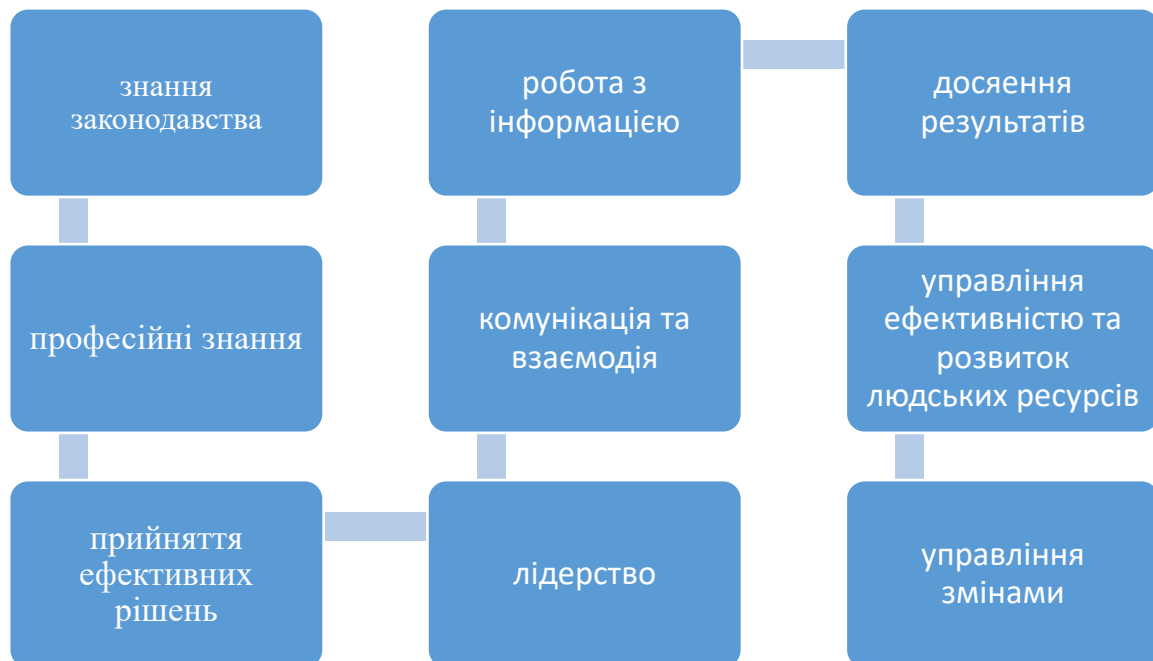 знання
законодавства
професійні знання
прийняття
ефективних
рішень
лідерство
комунікація та
взаємодія
робота з
інформацією
досяення
результатів
управління
ефективністю та
розвиток
людських ресурсів
управління
змінами